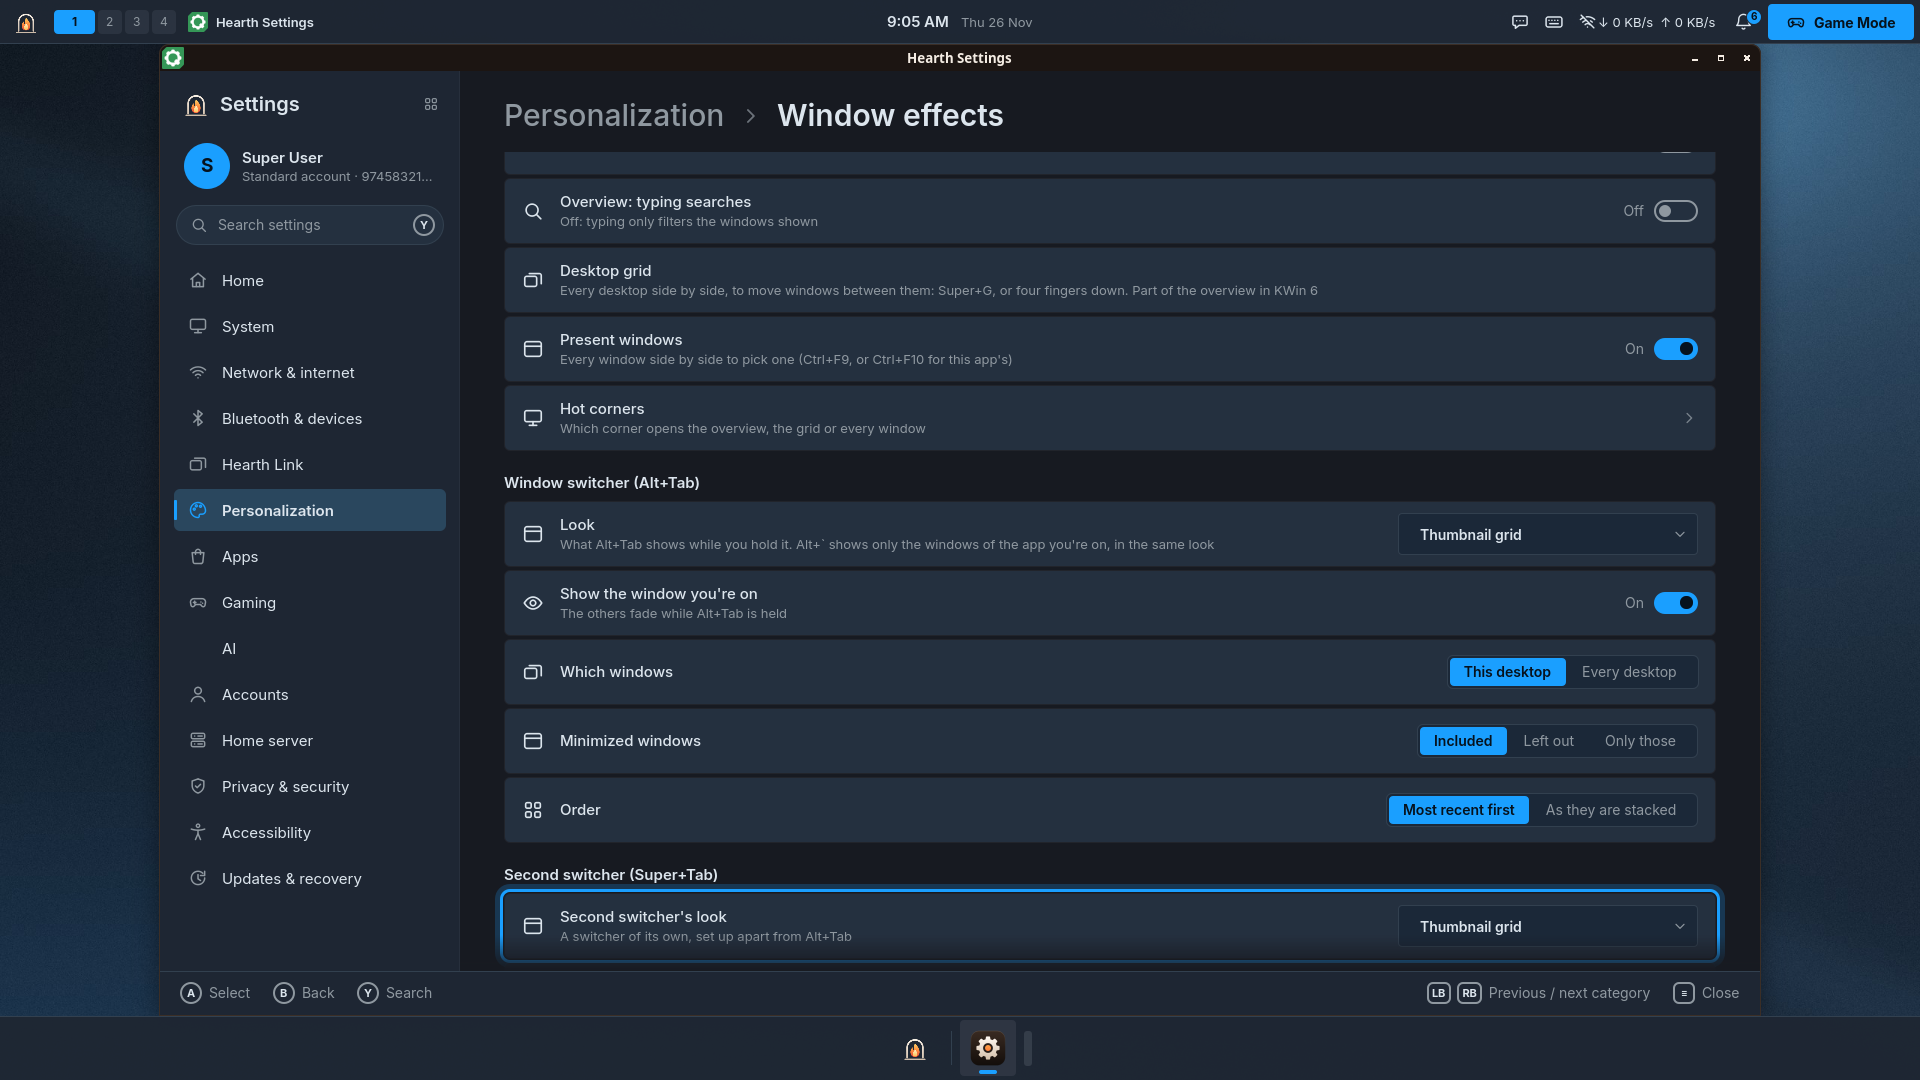 1 2 3 4 Hearth Settings
9:05 AM Thu 26 Nov
↓ 0 KB/s ↑ 0 KB/s
6
Game Mode
Hearth Settings
Settings
S
Super User
Standard account · 97458321...
Search settings Y
Home
System
Network & internet
Bluetooth & devices
Hearth Link
Personalization
Apps
Gaming
AI
Accounts
Home server
Privacy & security
Accessibility
Updates & recovery
Personalization > Window effects
Overview: typing searches
Off: typing only filters the windows shown
Off
Desktop grid
Every desktop side by side, to move windows between them: Super+G, or four fingers down. Part of the overview in KWin 6
Present windows
Every window side by side to pick one (Ctrl+F9, or Ctrl+F10 for this app's)
On
Hot corners
Which corner opens the overview, the grid or every window
Window switcher (Alt+Tab)
Look
What Alt+Tab shows while you hold it. Alt+` shows only the windows of the app you're on, in the same look
Thumbnail grid
Show the window you're on
The others fade while Alt+Tab is held
On
Which windows
This desktop Every desktop
Minimized windows
Included Left out Only those
Order
Most recent first As they are stacked
Second switcher (Super+Tab)
Second switcher's look
A switcher of its own, set up apart from Alt+Tab
Thumbnail grid
A Select B Back Y Search
LB RB Previous / next category ≡ Close